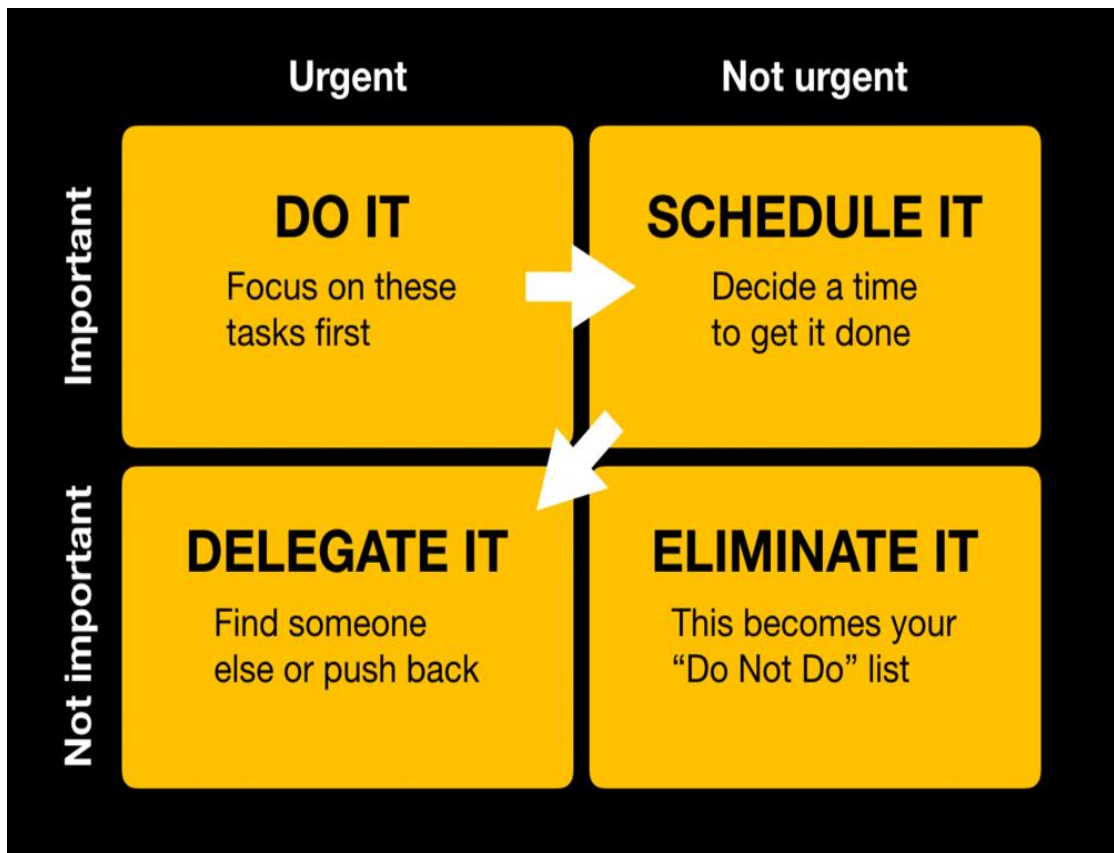 Urgent
Not urgent
Important
DO IT
Focus on these
tasks first
SCHEDULE IT
Decide a time
to get it done
Not important
DELEGATE IT
Find someone
else or push back
ELIMINATE IT
This becomes your
“Do Not Do” list